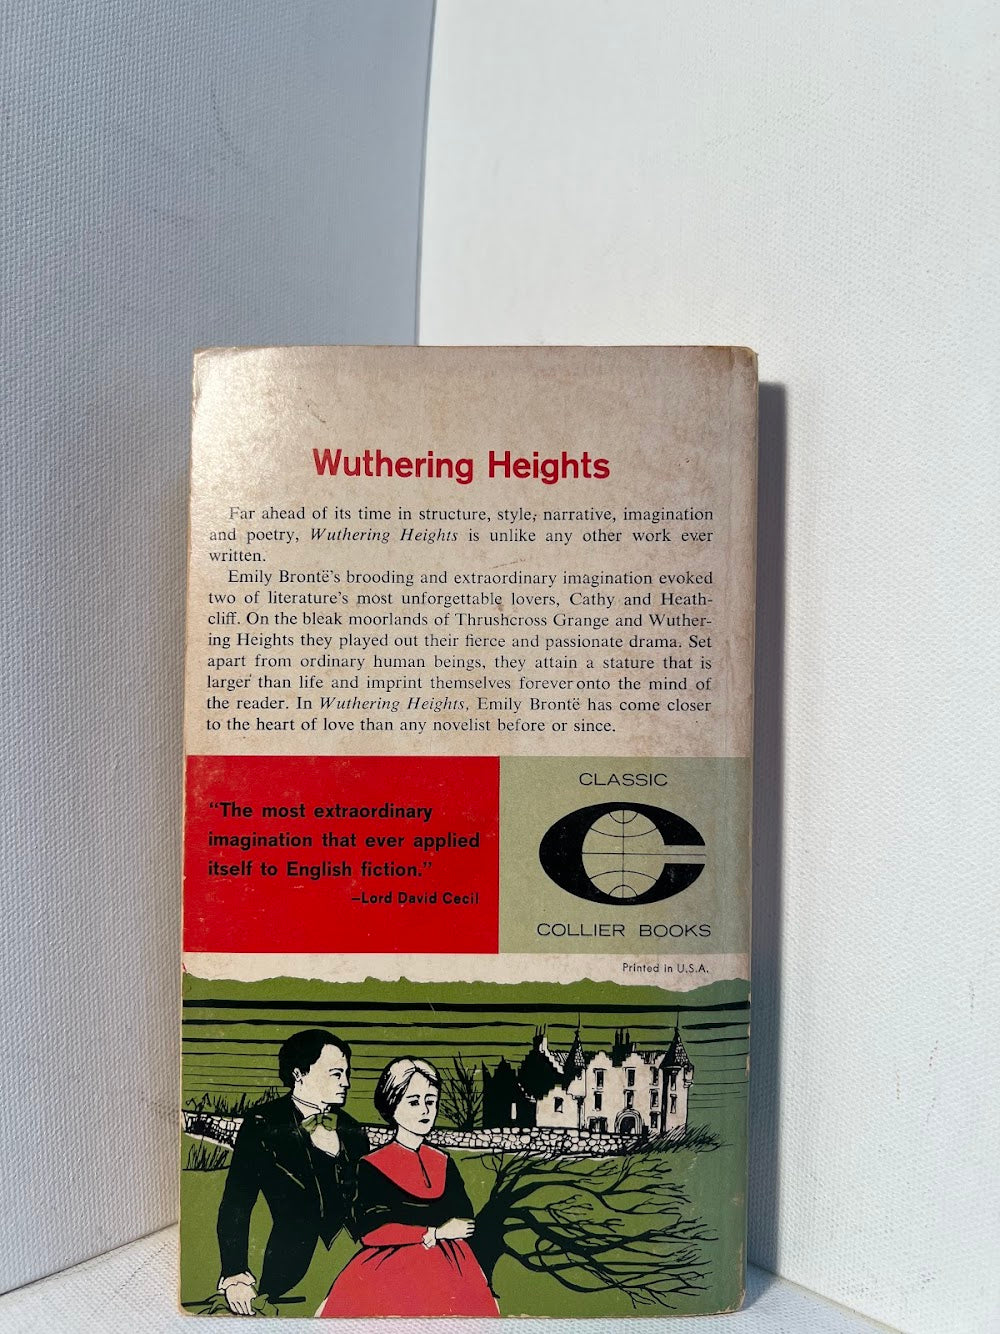 Wuthering Heights
Far ahead of its time in structure, style, narrative, imagination
and poetry, Wuthering Heights is unlike any other work ever
written.
Emily Brontë's brooding and extraordinary imagination evoked
two of literature's most unforgettable lovers, Cathy and Heath-
cliff. On the bleak moorlands of Thrushcross Grange and Wuther-
ing Heights they played out their fierce and passionate drama. Set
apart from ordinary human beings, they attain a stature that is
larger than life and imprint themselves forever onto the mind of
the reader. In Wuthering Heights, Emily Brontë has come closer
to the heart of love than any novelist before or since.
"The most extraordinary
imagination that ever applied
itself to English fiction."
—Lord David Cecil
CLASSIC
C
COLLIER BOOKS
Printed in U.S.A.